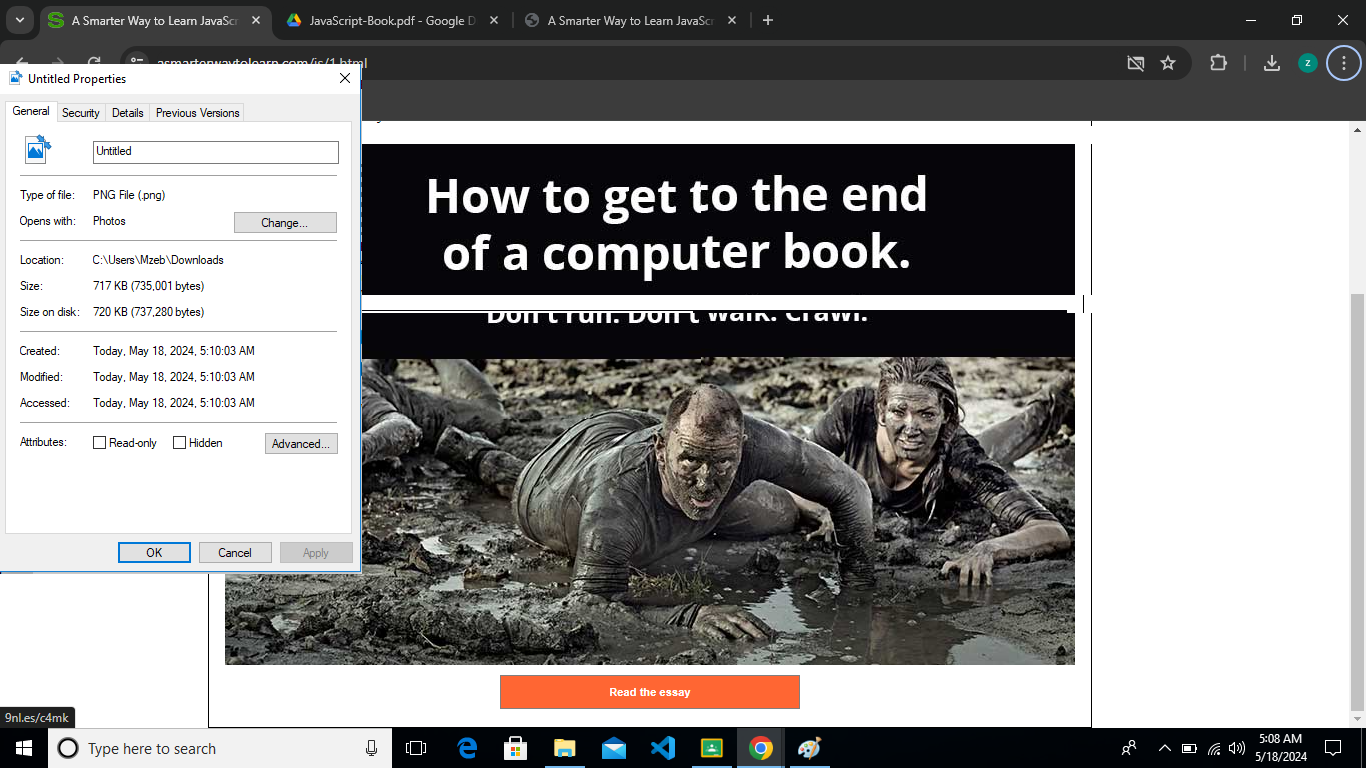 A Smarter Way to Learn JavaSc
JavaScript-Book.pdf - Google D
A Smarter Way to Learn JavaSc
asmarterwaytolearn.com/js/1.html
z
Untitled Properties
General
Security
Details
Previous Versions
Untitled
Type of file: PNG File (.png)
Opens with: Photos
Change...
Location: C:\Users\Mzeb\Downloads
Size: 717 KB (735,001 bytes)
Size on disk: 720 KB (737,280 bytes)
Created: Today, May 18, 2024, 5:10:03 AM
Modified: Today, May 18, 2024, 5:10:03 AM
Accessed: Today, May 18, 2024, 5:10:03 AM
Attributes: Read-only Hidden
Advanced...
OK
Cancel
Apply
How to get to the end
of a computer book.
Don't run. Don't walk. Crawl.
Read the essay
9nl.es/c4mk
Type here to search
5:08 AM
5/18/2024